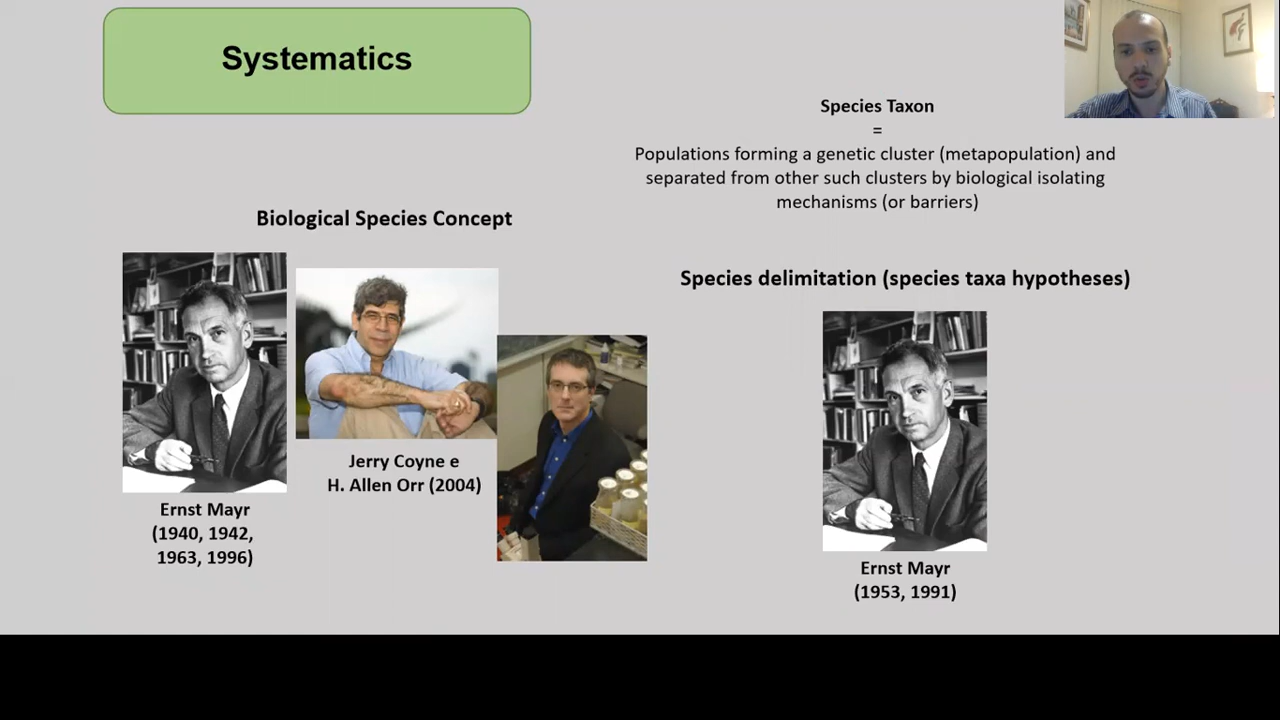 Systematics
Species Taxon
=
Populations forming a genetic cluster (metapopulation) and
separated from other such clusters by biological isolating
mechanisms (or barriers)
Biological Species Concept
Species delimitation (species taxa hypotheses)
Jerry Coyne e
H. Allen Orr (2004)
Ernst Mayr
(1940, 1942,
1963, 1996)
Ernst Mayr
(1953, 1991)